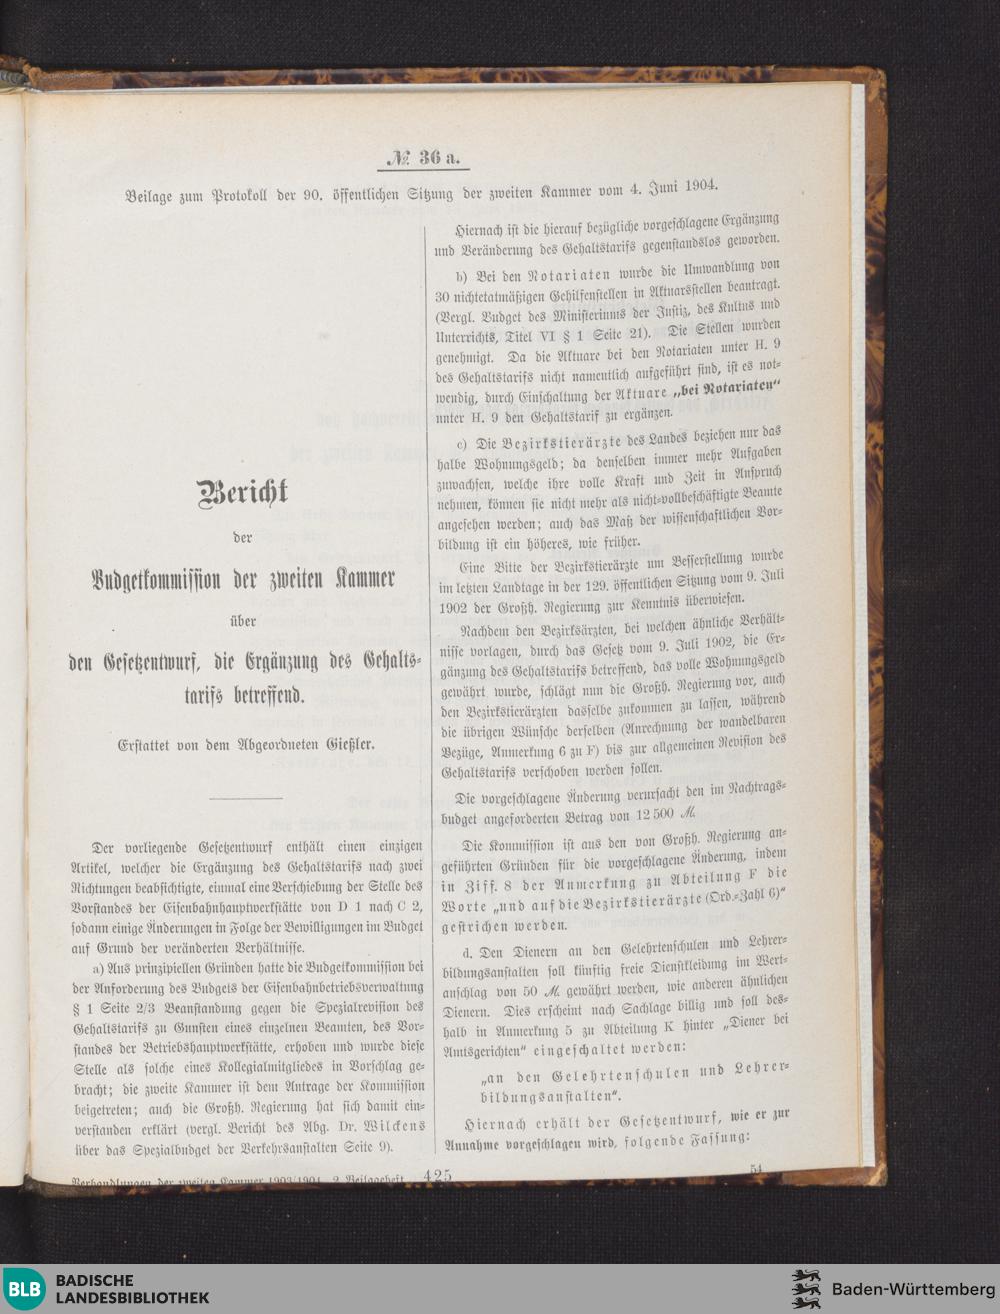 № 36 a.
Beilage zum Protokoll der 90. öffentlichen Sitzung der zweiten Kammer vom 4. Juni 1904.
Bericht
der
Budgetkommission der zweiten Kammer
über
den Gesetzentwurf, die Ergänzung des Gehalts-
tarifs betreffend.
Erstattet von dem Abgeordneten Gießler.
Der vorliegende Gesetzentwurf enthält einen einzigen
Artikel, welcher die Ergänzung des Gehaltstarifs nach zwei
Richtungen beabsichtigte, einmal eine Verschiebung der Stelle des
Vorstandes der Eisenbahnhauptwerkstätte von D 1 nach C 2,
sodann einige Änderungen in Folge der Bewilligungen im Budget
auf Grund der veränderten Verhältnisse.
a) Aus prinzipiellen Gründen hatte die Budgetkommission bei
der Anforderung des Budgets der Eisenbahnbetriebsverwaltung
§ 1 Seite 2/3 Beanstandung gegen die Spezialrevision des
Gehaltstarifs zu Gunsten eines einzelnen Beamten, des Vor-
standes der Betriebshauptwerkstätte, erhoben und wurde diese
Stelle als solche eines Kollegialmitgliedes in Vorschlag ge-
bracht; die zweite Kammer ist dem Antrage der Kommission
beigetreten; auch die Großh. Regierung hat sich damit ein-
verstanden erklärt (vergl. Bericht des Abg. Dr. Wilckens
über das Spezialbudget der Verkehrsanstalten Seite 9).
Hiernach ist die hierauf bezügliche vorgeschlagene Ergänzung
und Veränderung des Gehaltstarifs gegenstandslos geworden.
b) Bei den Notariaten wurde die Umwandlung von
30 nichtetatmäßigen Gehilfenstellen in Aktuarsstellen beantragt.
(Vergl. Budget des Ministeriums der Justiz, des Kultus und
Unterrichts, Titel VI § 1 Seite 21). Die Stellen wurden
genehmigt. Da die Aktuare bei den Notariaten unter H. 9
des Gehaltstarifs nicht namentlich aufgeführt sind, ist es not-
wendig, durch Einschaltung der Aktuare „bei Notariaten“
unter H. 9 den Gehaltstarif zu ergänzen.
c) Die Bezirkstierärzte des Landes beziehen nur das
halbe Wohnungsgeld; da denselben immer mehr Aufgaben
zuwachsen, welche ihre volle Kraft und Zeit in Anspruch
nehmen, können sie nicht mehr als nicht-vollbeschäftigte Beamte
angesehen werden; auch das Maß der wissenschaftlichen Vor-
bildung ist ein höheres, wie früher.
Eine Bitte der Bezirkstierärzte um Besserstellung wurde
im letzten Landtage in der 129. öffentlichen Sitzung vom 9. Juli
1902 der Großh. Regierung zur Kenntnis überwiesen.
Nachdem den Bezirksärzten, bei welchen ähnliche Verhält-
nisse vorlagen, durch das Gesetz vom 9. Juli 1902, die Er-
gänzung des Gehaltstarifs betreffend, das volle Wohnungsgeld
gewährt wurde, schlägt nun die Großh. Regierung vor, auch
den Bezirkstierärzten dasselbe zukommen zu lassen, während
die übrigen Wünsche derselben (Anrechnung der wandelbaren
Bezüge, Anmerkung 6 zu F) bis zur allgemeinen Revision des
Gehaltstarifs verschoben werden sollen.
Die vorgeschlagene Änderung verursacht den im Nachtrags-
budget angeforderten Betrag von 12 500 ℳ.
Die Kommission ist aus den von Großh. Regierung an-
geführten Gründen für die vorgeschlagene Änderung, indem
in Ziff. 8 der Anmerkung zu Abteilung F die
Worte „und auf die Bezirkstierärzte (Ord.-Zahl 6)“
gestrichen werden.
d. Den Dienern an den Gelehrtenschulen und Lehrer-
bildungsanstalten soll künftig freie Dienstkleidung im Wert-
anschlag von 50 ℳ. gewährt werden, wie anderen ähnlichen
Dienern. Dies erscheint nach Sachlage billig und soll des-
halb in Anmerkung 5 zu Abteilung K hinter „Diener bei
Amtsgerichten“ eingeschaltet werden:
„an den Gelehrtenschulen und Lehrer-
bildungsanstalten“.
Hiernach erhält der Gesetzentwurf, wie er zur
Annahme vorgeschlagen wird, folgende Fassung:
Verhandlungen der zweiten Kammer 1903/1904. 2. Beilageheft
425
54
BLB BADISCHE
LANDESBIBLIOTHEK
Baden-Württemberg